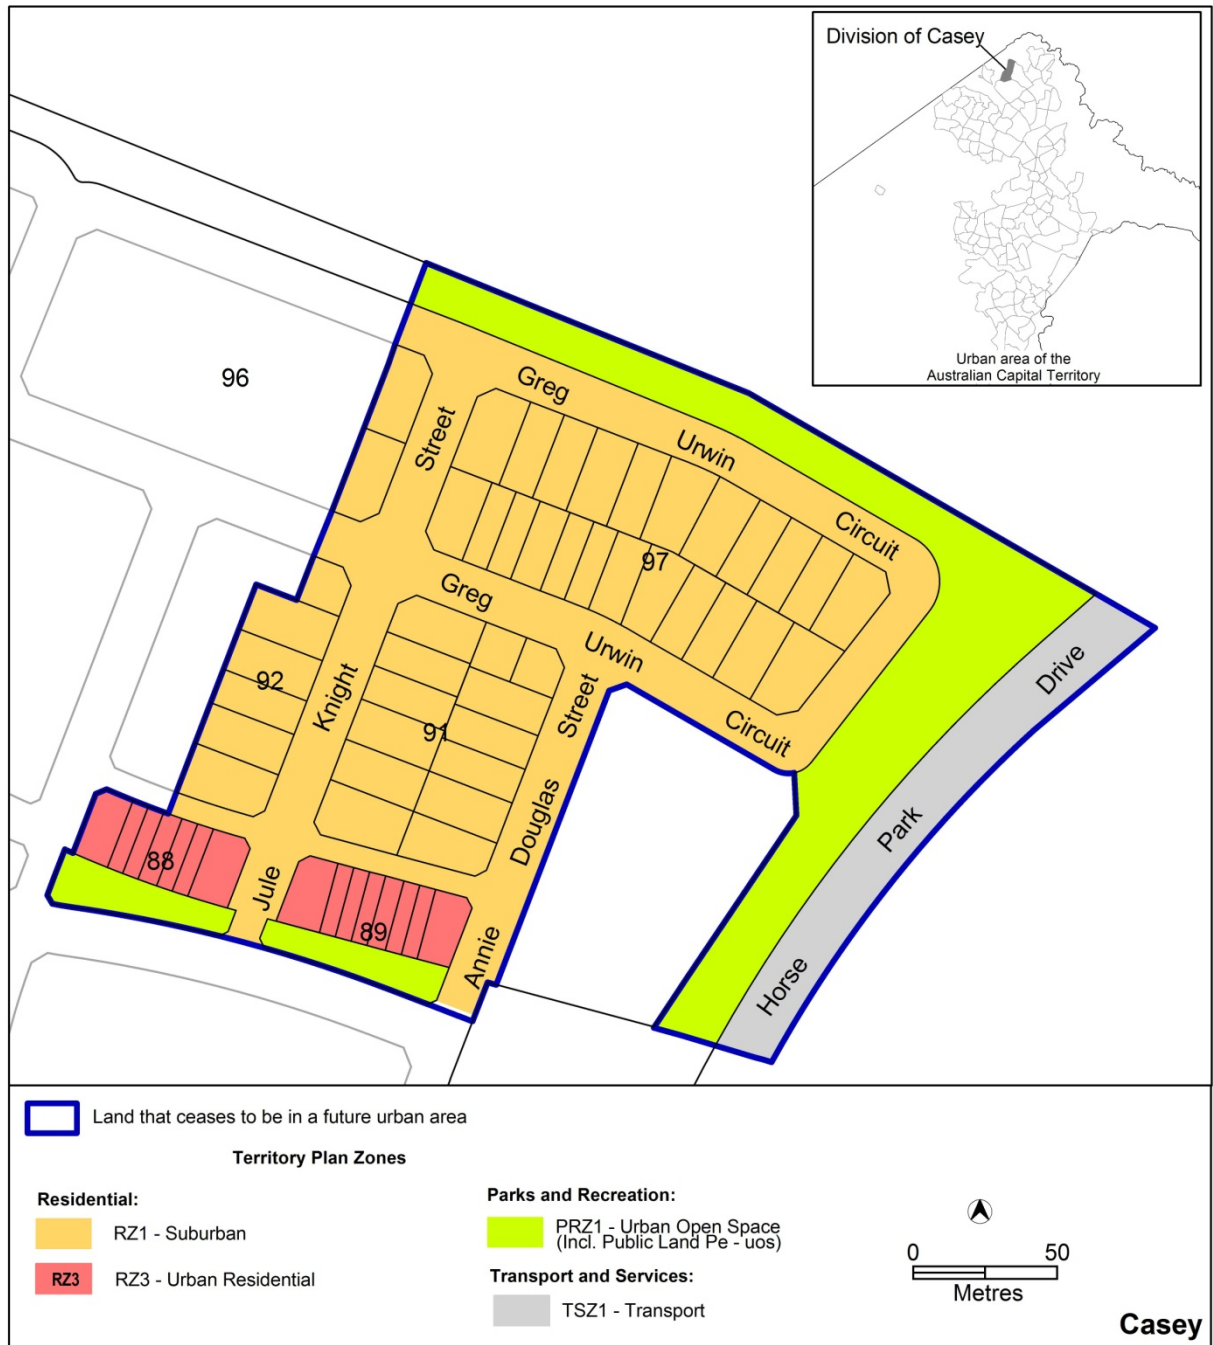 Division of Casey
Urban area of the
Australian Capital Territory
96
Greg
Urwin
Circuit
Street
97
Greg
Urwin
Circuit
Drive
Park
Horse
92
Knight
91
Street
Douglas
88
Jule
89
Annie
Land that ceases to be in a future urban area
Territory Plan Zones
Residential:
RZ1 - Suburban
RZ3
RZ3 - Urban Residential
Parks and Recreation:
PRZ1 - Urban Open Space
(Incl. Public Land Pe - uos)
Transport and Services:
TSZ1 - Transport
0 50
Metres
Casey